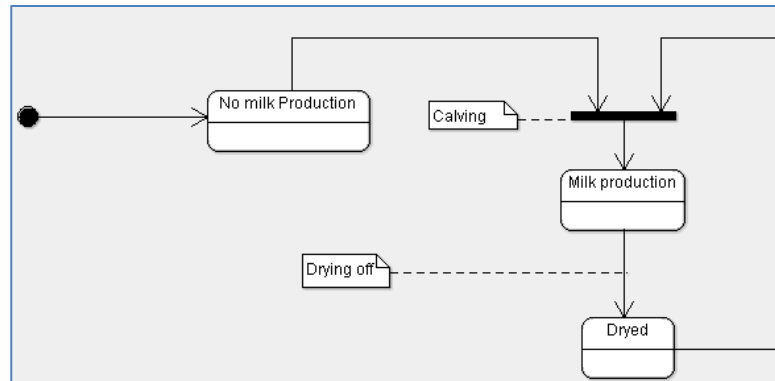 No milk Production
Calving
Milk production
Drying off
Dryed